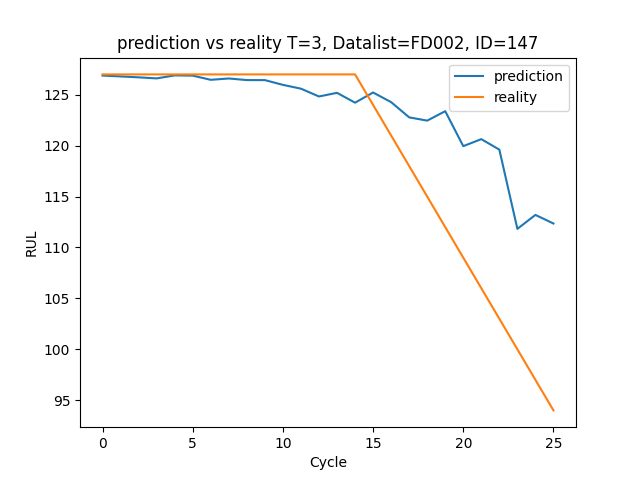 prediction vs reality T=3, Datalist=FD002, ID=147
prediction
reality
RUL
125
120
115
110
105
100
95
0 5 10 15 20 25
Cycle